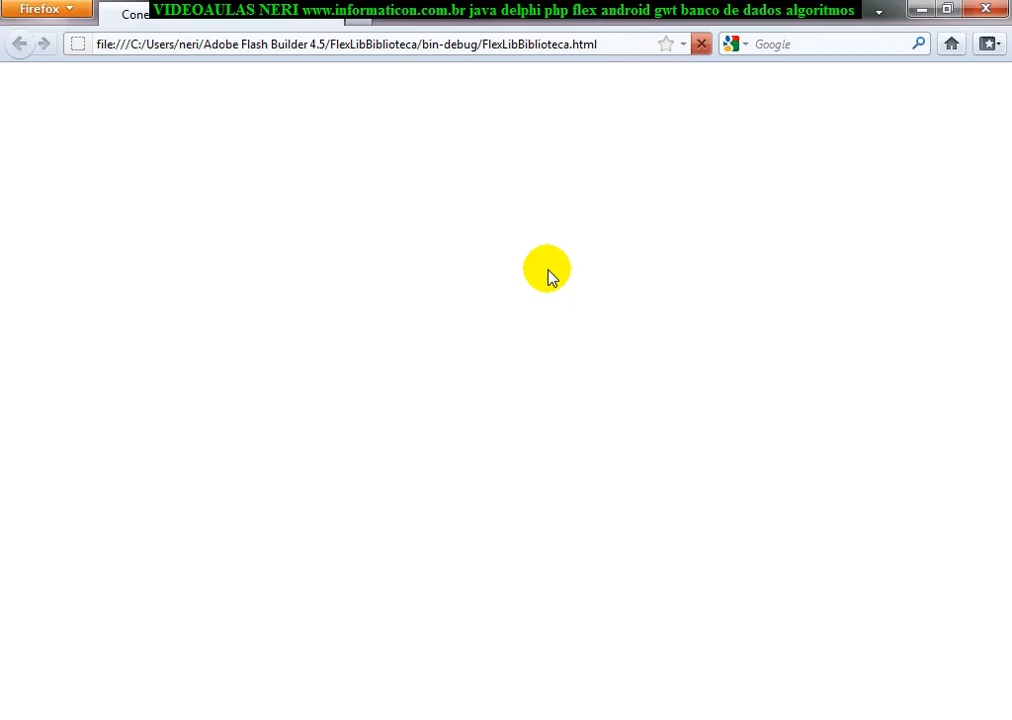 Firefox
Cone
VIDEOAULAS NERI www.informaticon.com.br java delphi php flex android gwt banco de dados algoritmos
file:///C:/Users/neri/Adobe Flash Builder 4.5/FlexLibBiblioteca/bin-debug/FlexLibBiblioteca.html
Google